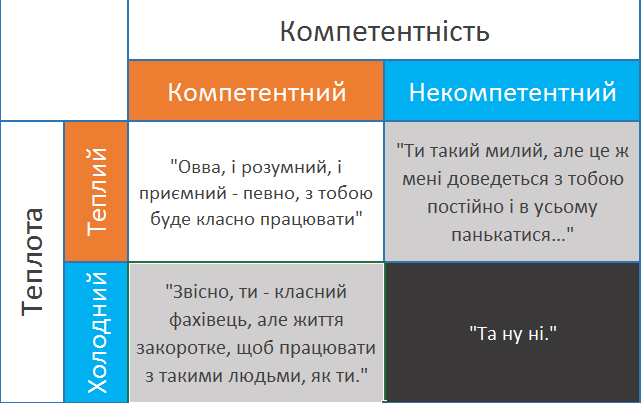 Компетентність
Компетентний
Некомпетентний
Теплота
Теплий
"Овва, і розумний, і
приємний - певно, з тобою
буде класно працювати"
"Ти такий милий, але це ж
мені доведеться з тобою
постійно і в усьому
панькатися..."
Холодний
"Звісно, ти - класний
фахівець, але життя
закоротке, щоб працювати
з такими людьми, як ти."
"Та ну ні."